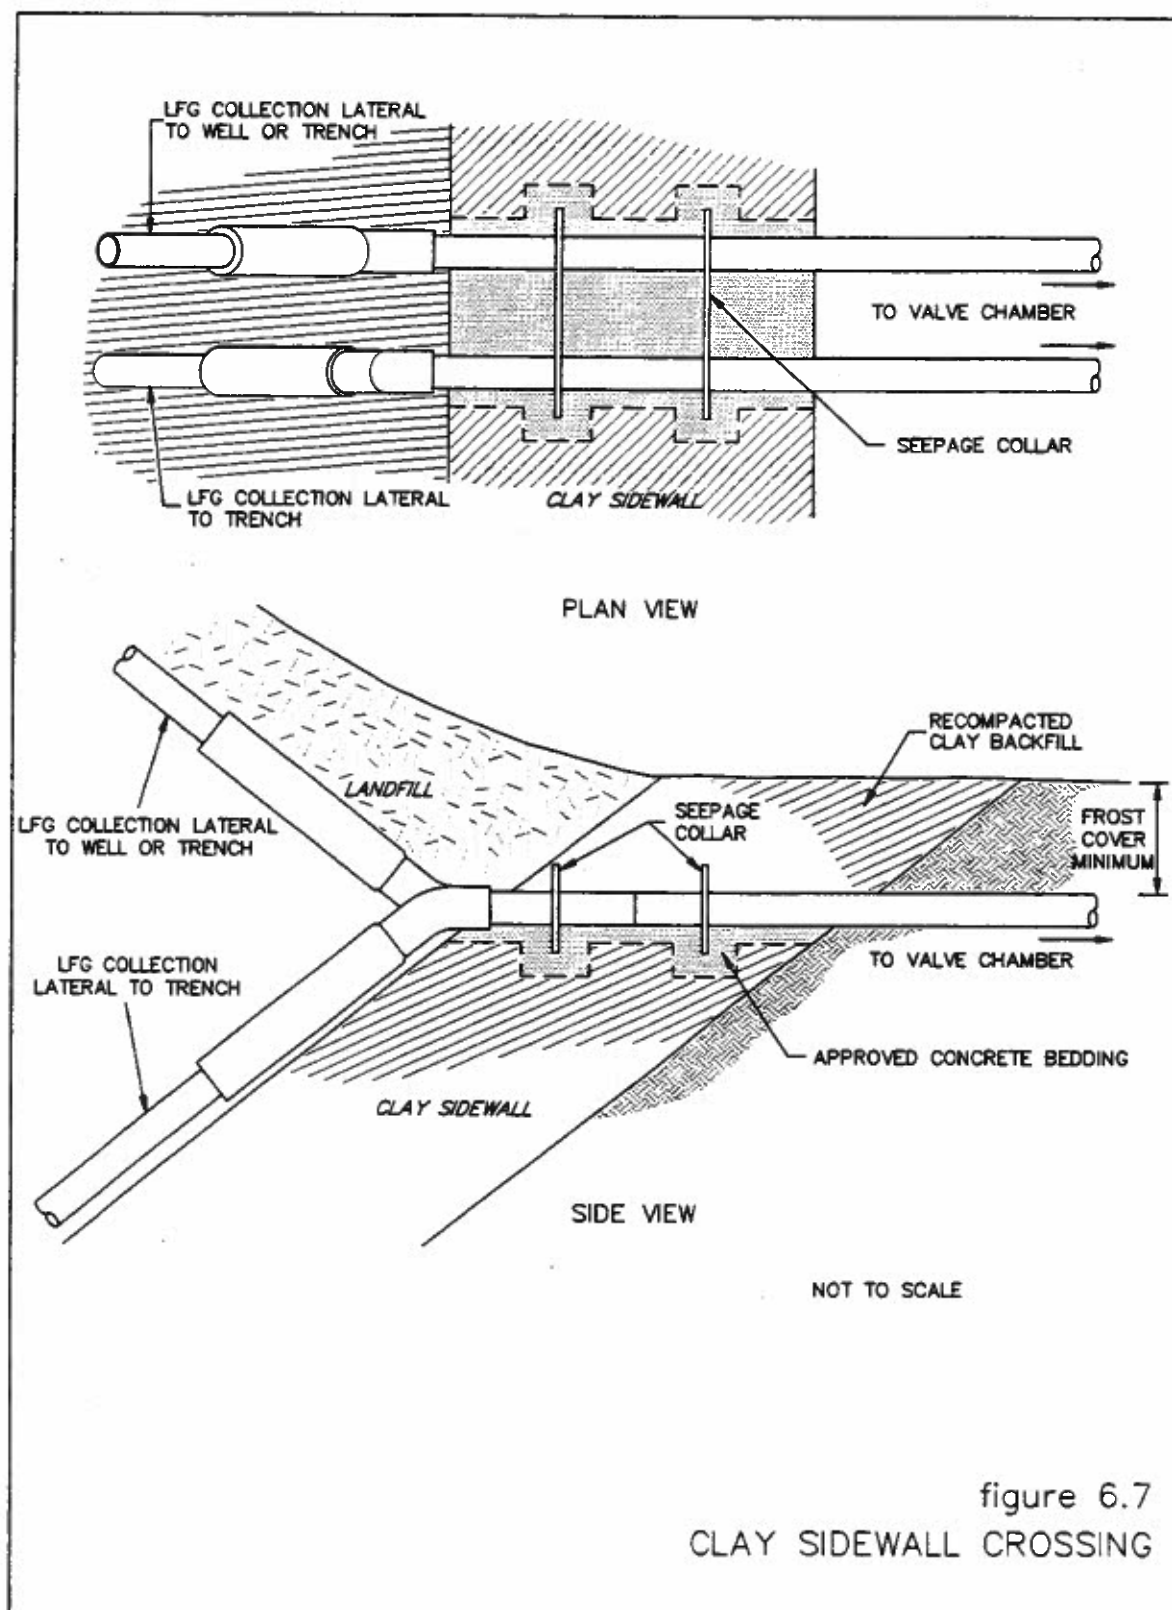 LFG COLLECTION LATERAL
TO WELL OR TRENCH
TO VALVE CHAMBER
SEEPAGE COLLAR
LFG COLLECTION LATERAL
TO TRENCH
CLAY SIDEWALL
PLAN VIEW
RECOMPACTED
CLAY BACKFILL
LANDFILL
SEEPAGE
COLLAR
FROST
COVER
MINIMUM
LFG COLLECTION LATERAL
TO WELL OR TRENCH
LFG COLLECTION
LATERAL TO TRENCH
TO VALVE CHAMBER
APPROVED CONCRETE BEDDING
CLAY SIDEWALL
SIDE VIEW
NOT TO SCALE
figure 6.7
CLAY SIDEWALL CROSSING